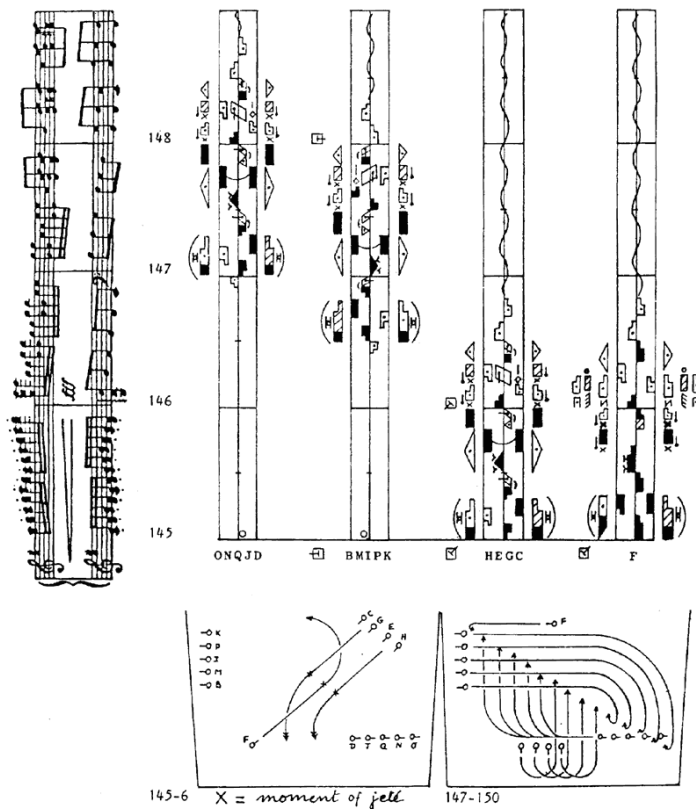 148
147
146
145
ONQJD BMIPK HEGC F
C
G
K E
P H
I
M
B
F
D J Q N O
F
145-6 X = moment of jeté 147-150